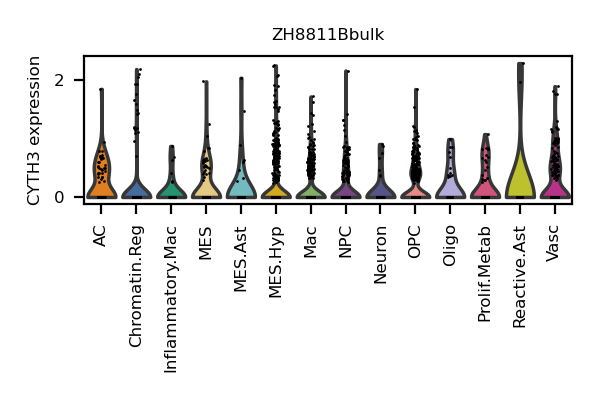 ZH8811Bbulk
CYTH3 expression
2
0
AC
Chromatin.Reg
Inflammatory.Mac
MES
MES.Ast
MES.Hyp
Mac
NPC
Neuron
OPC
Oligo
Prolif.Metab
Reactive.Ast
Vasc